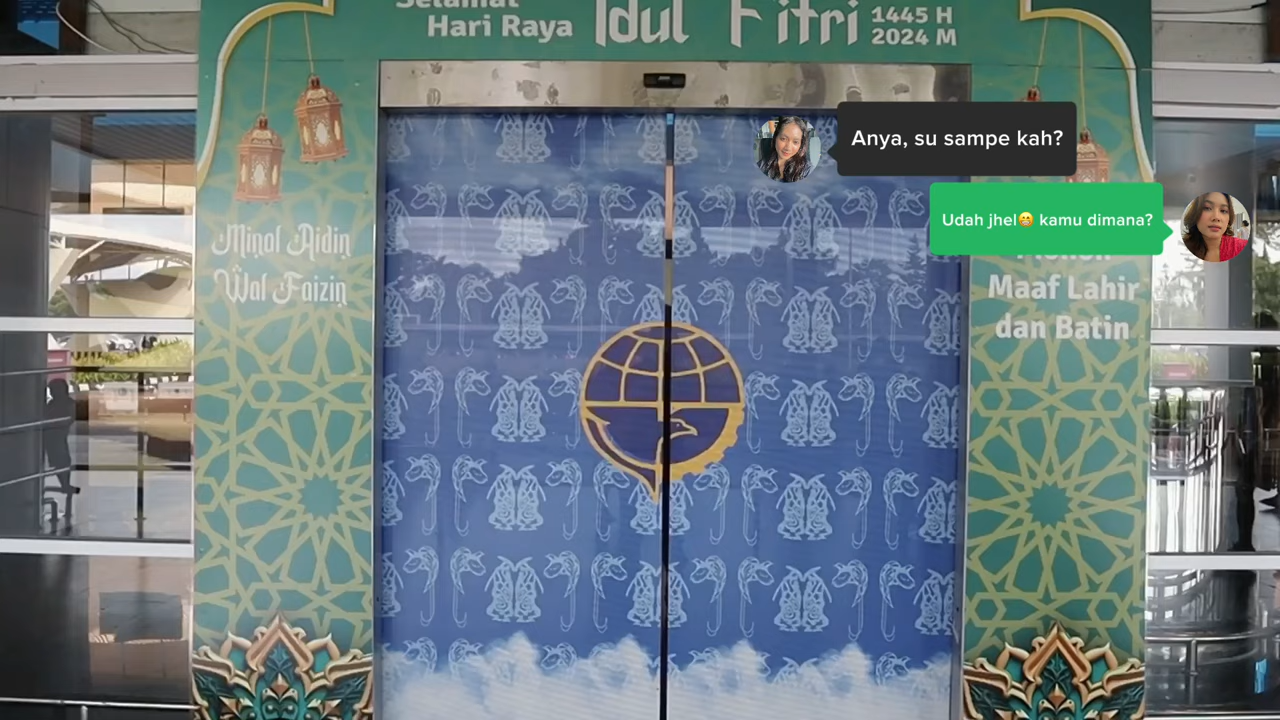 Selamat
Hari Raya
Idul Fitri
1445 H
2024 M
Anya, su sampe kah?
Udah jhel😁 kamu dimana?
Minal Aidin
Wal Faizin
Mohon
Maaf Lahir
dan Batin